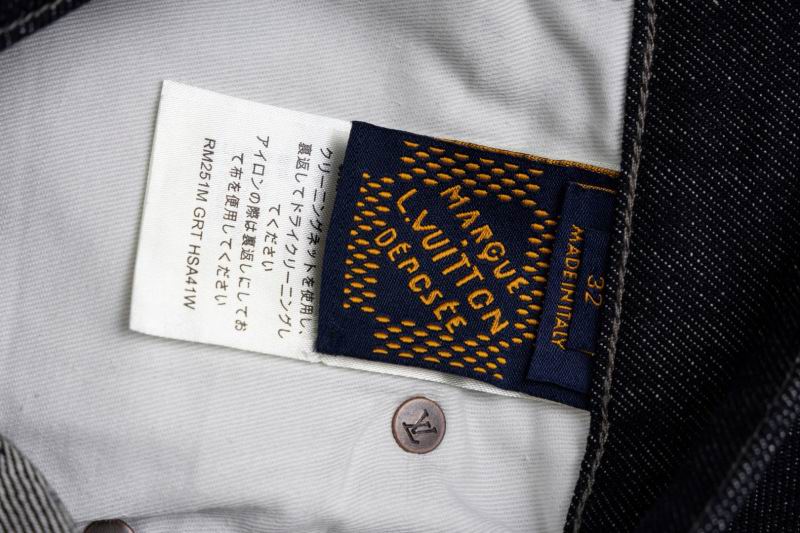 クリーニングネットを使用し、
裏返してドライクリーニングし
てください
アイロンの際は裏返しにしてお
て布を使用してください
RM251M GRT HSA41W
MARQUE
L.VUITTON
DÉPOSÉE
32
MADE IN ITALY
LV